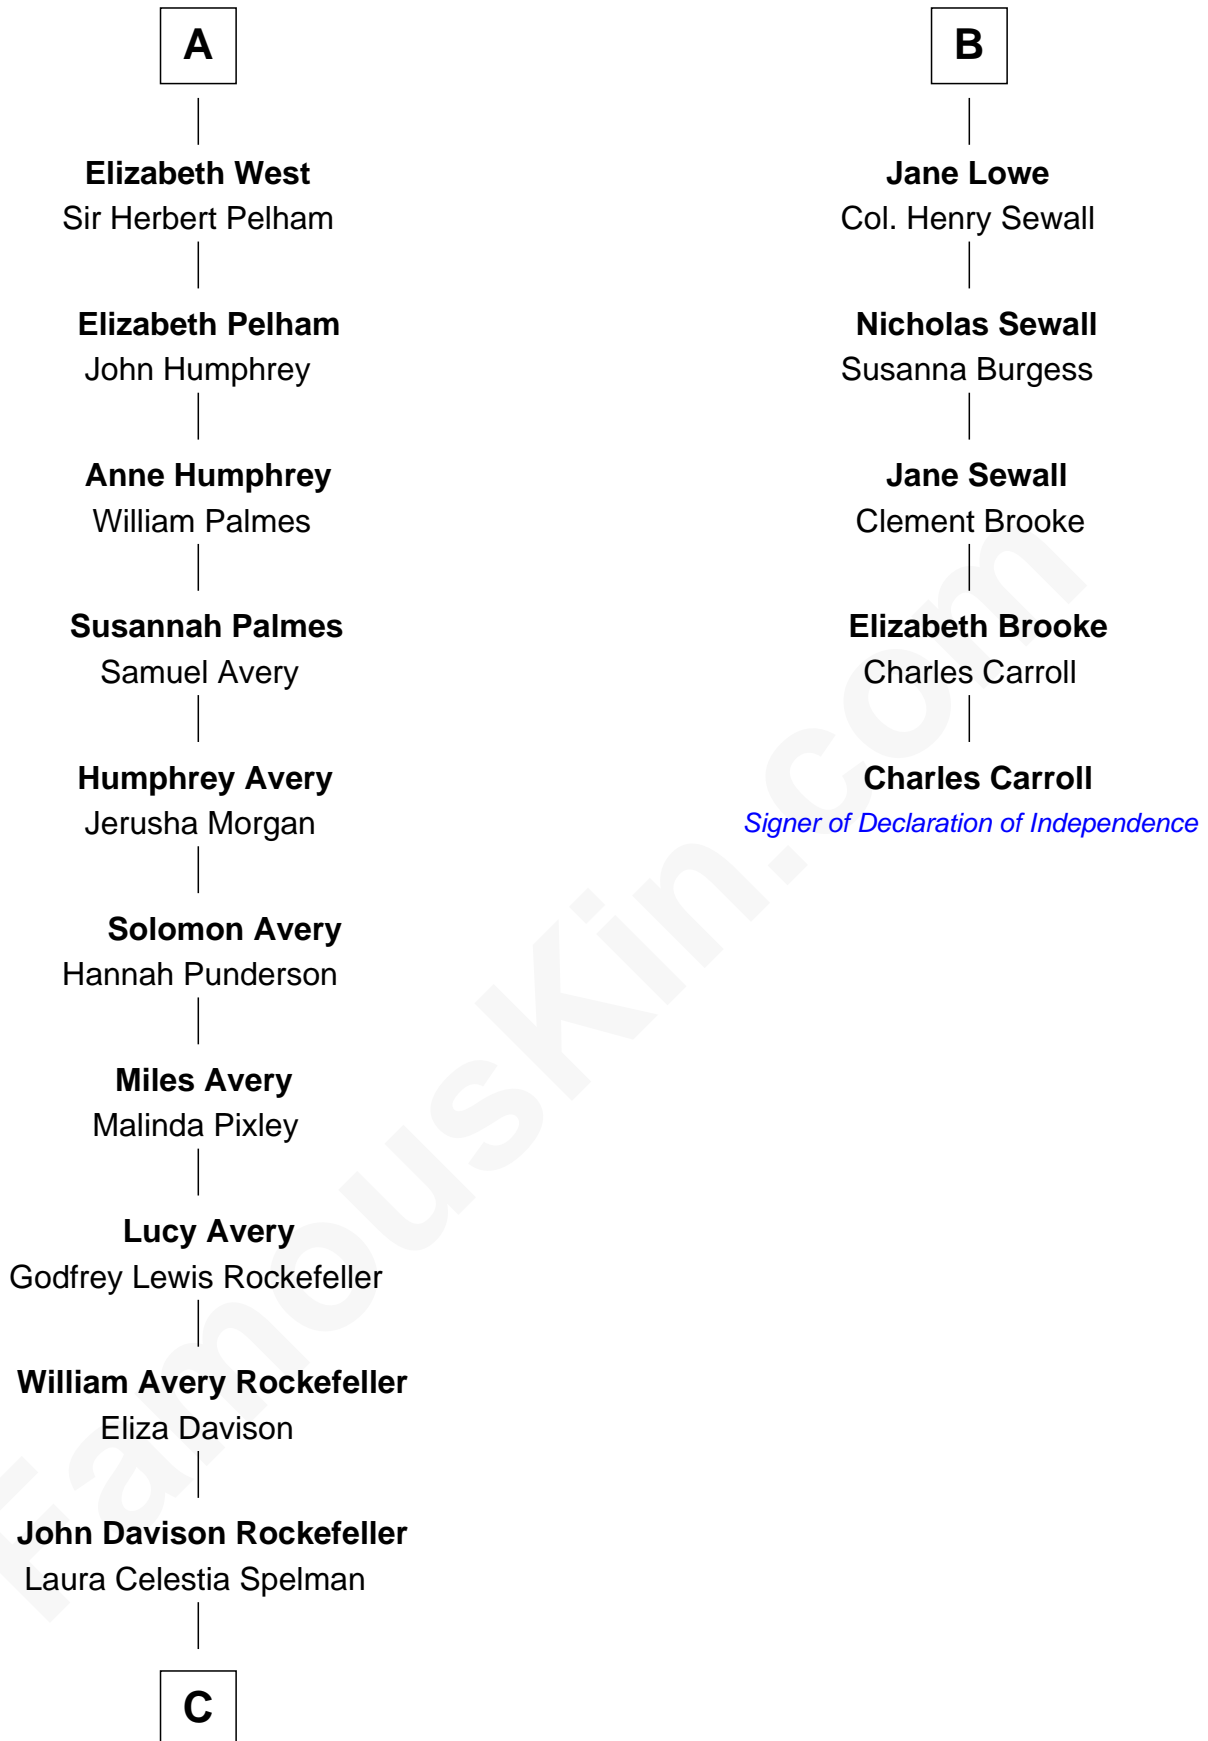 A
Elizabeth West
Sir Herbert Pelham
Elizabeth Pelham
John Humphrey
Anne Humphrey
William Palmes
Susannah Palmes
Samuel Avery
Humphrey Avery
Jerusha Morgan
Solomon Avery
Hannah Punderson
Miles Avery
Malinda Pixley
Lucy Avery
Godfrey Lewis Rockefeller
William Avery Rockefeller
Eliza Davison
John Davison Rockefeller
Laura Celestia Spelman
C
B
Jane Lowe
Col. Henry Sewall
Nicholas Sewall
Susanna Burgess
Jane Sewall
Clement Brooke
Elizabeth Brooke
Charles Carroll
Charles Carroll
Signer of Declaration of Independence
FamousKin.com